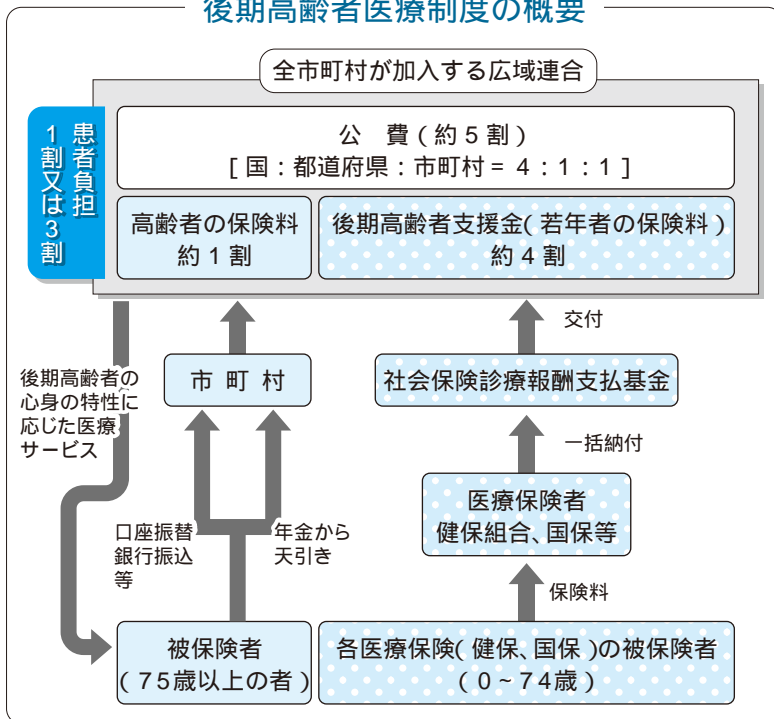 後期高齢者医療制度の概要
全市町村が加入する広域連合
患者負担
1割又は3割
公 費(約5割)
[国:都道府県:市町村=4:1:1]
高齢者の保険料
約1割
後期高齢者支援金(若年者の保険料)
約4割
交付
後期高齢者の
心身の特性に
応じた医療
サービス
市町村
社会保険診療報酬支払基金
一括納付
医療保険者
健保組合、国保等
口座振替
銀行振込
等
年金から
天引き
保険料
被保険者
(75歳以上の者)
各医療保険(健保、国保)の被保険者
(0~74歳)